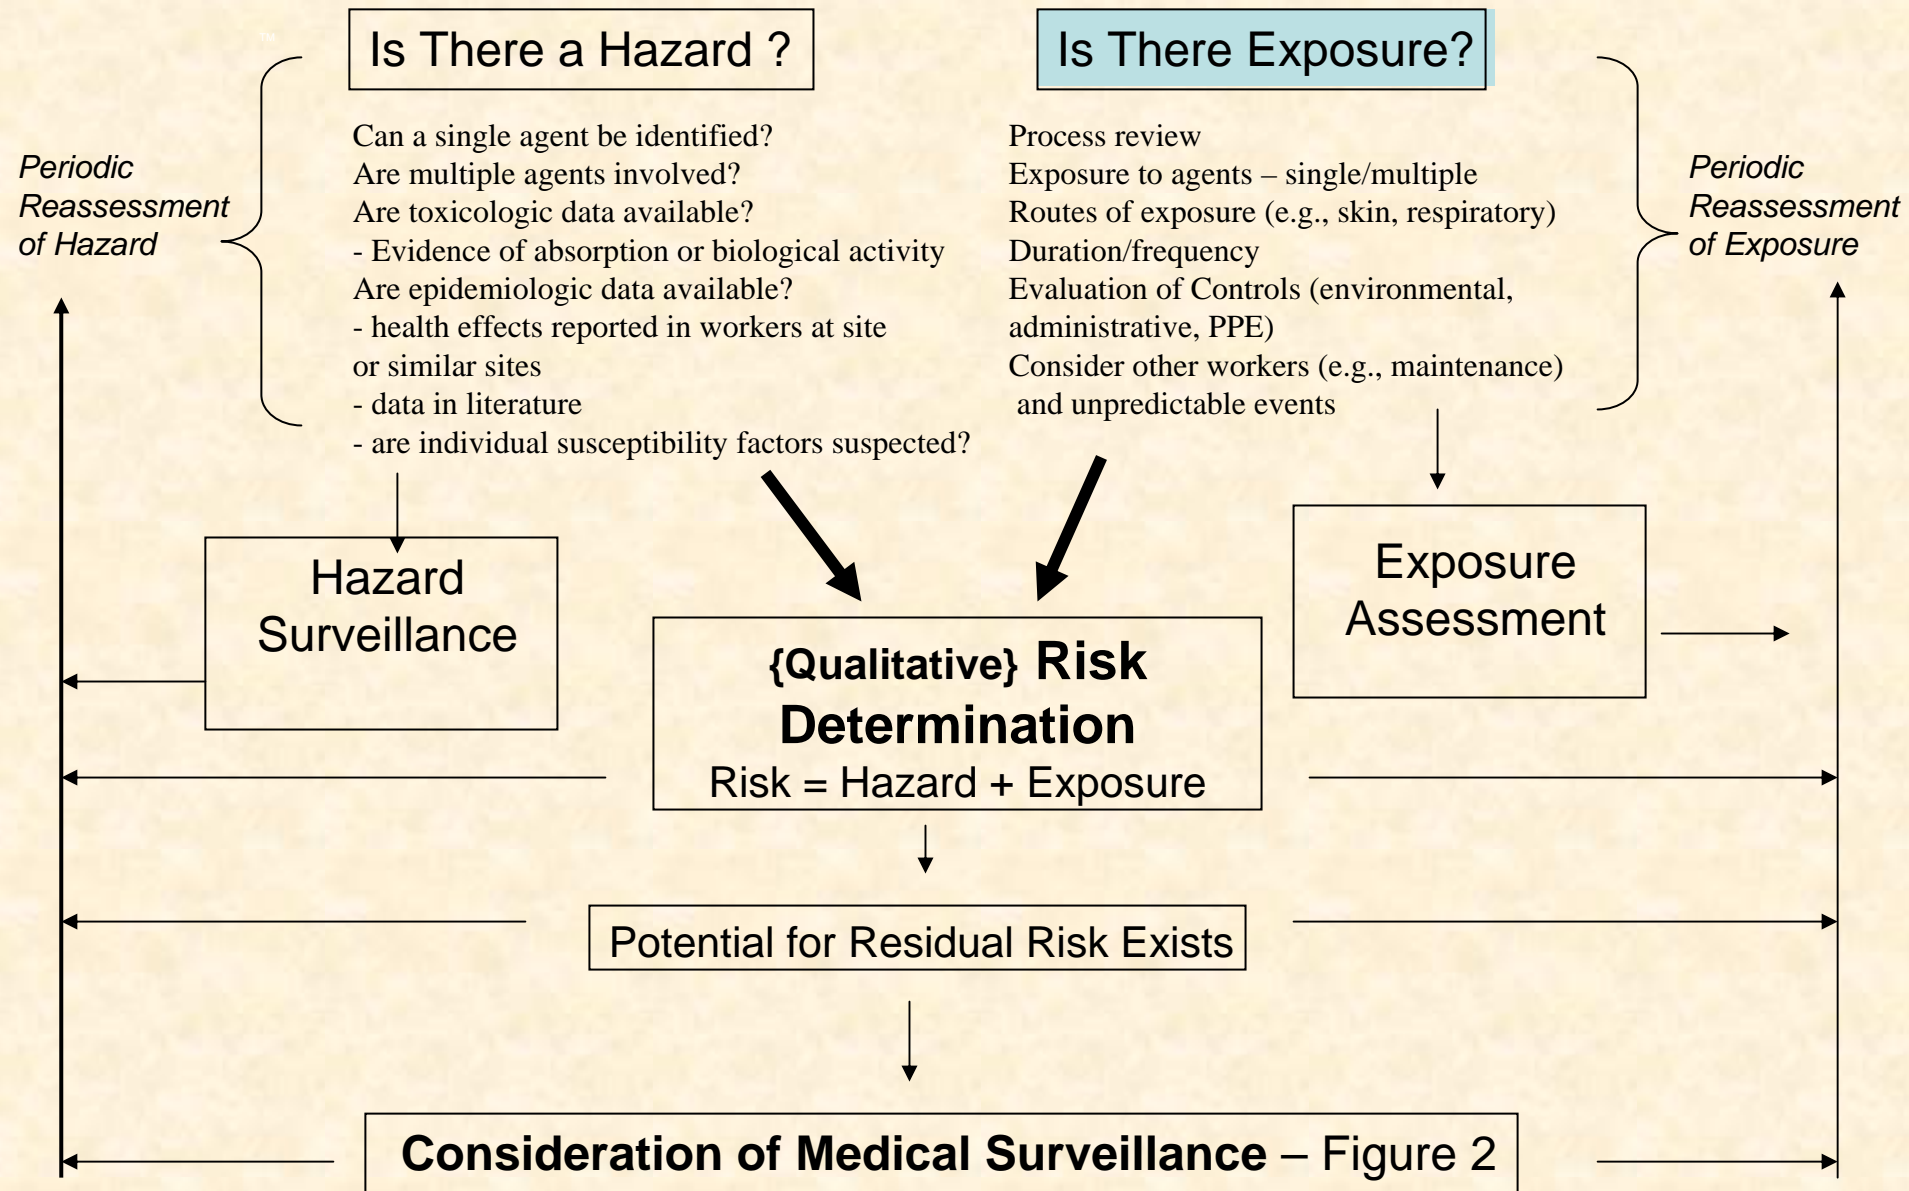 Is There a Hazard ?
Is There Exposure?
Periodic
Reassessment
of Hazard
Can a single agent be identified?
Are multiple agents involved?
Are toxicologic data available?
- Evidence of absorption or biological activity
Are epidemiologic data available?
- health effects reported in workers at site
or similar sites
- data in literature
- are individual susceptibility factors suspected?
Process review
Exposure to agents – single/multiple
Routes of exposure (e.g., skin, respiratory)
Duration/frequency
Evaluation of Controls (environmental,
administrative, PPE)
Consider other workers (e.g., maintenance)
and unpredictable events
Periodic
Reassessment
of Exposure
Hazard
Surveillance
{Qualitative} Risk
Determination
Risk = Hazard + Exposure
Exposure
Assessment
Potential for Residual Risk Exists
Consideration of Medical Surveillance – Figure 2